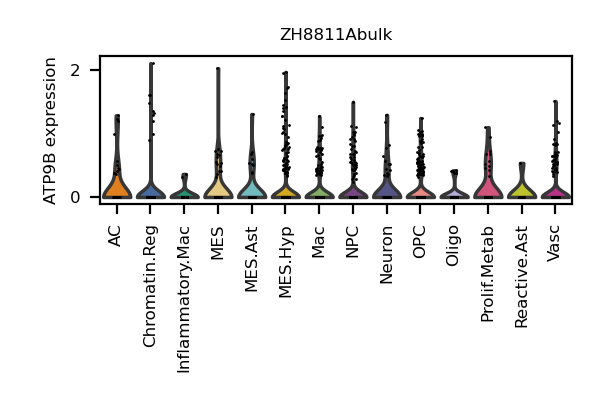 ZH8811Abulk
ATP9B expression
2
0
AC
Chromatin.Reg
Inflammatory.Mac
MES
MES.Ast
MES.Hyp
Mac
NPC
Neuron
OPC
Oligo
Prolif.Metab
Reactive.Ast
Vasc